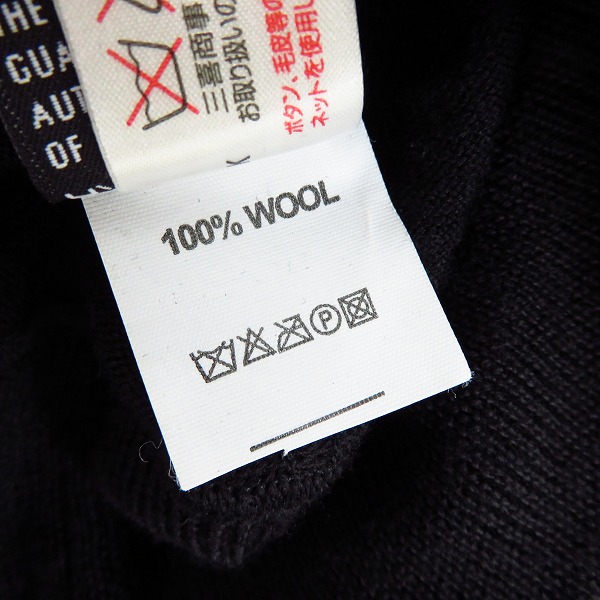 THE
GUA
AUT
OF
三喜商事
お取り扱いの
ボタン、毛皮等の
ネットを使用し
K
100% WOOL
P